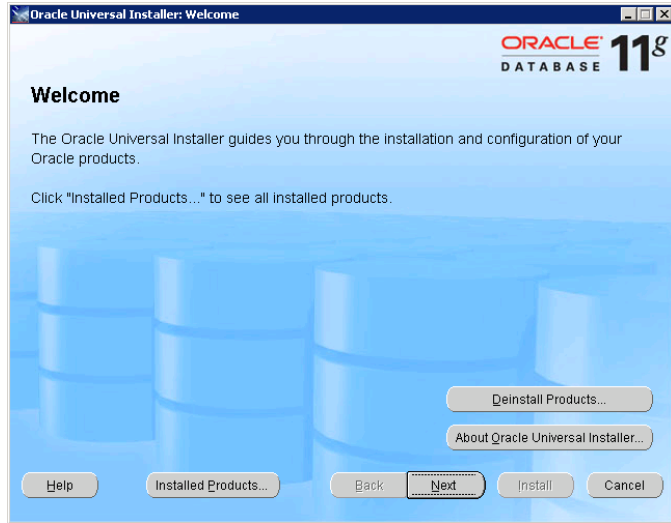 Oracle Universal Installer: Welcome
ORACLE
DATABASE 11g
Welcome
The Oracle Universal Installer guides you through the installation and configuration of your
Oracle products.
Click "Installed Products..." to see all installed products.
Deinstall Products...
About Oracle Universal Installer...
Help
Installed Products...
Back
Next
Install
Cancel